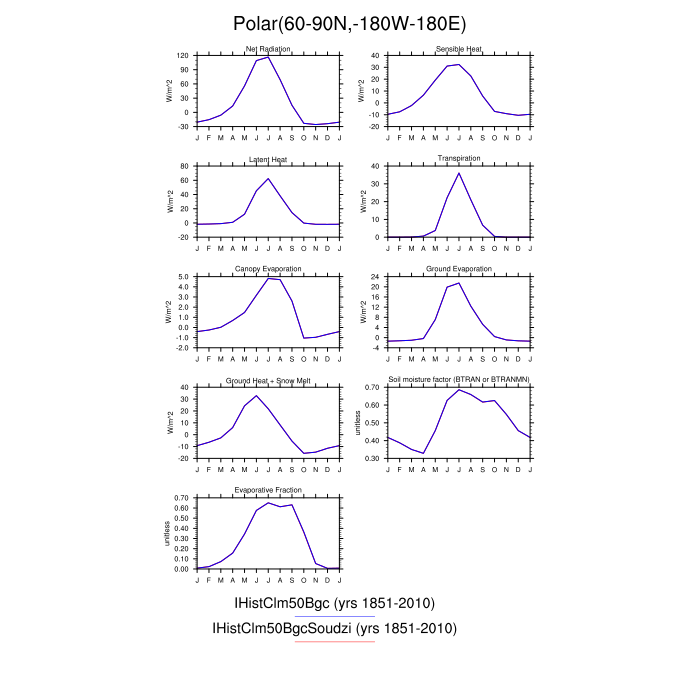 Polar(60-90N,-180W-180E)
Net Radiation
W/m^2
120
90
60
30
0
-30
J F M A M J J A S O N D J
Sensible Heat
W/m^2
40
30
20
10
0
-10
-20
J F M A M J J A S O N D J
Latent Heat
W/m^2
80
60
40
20
0
-20
J F M A M J J A S O N D J
Transpiration
W/m^2
40
30
20
10
0
J F M A M J J A S O N D J
Canopy Evaporation
W/m^2
5.0
4.0
3.0
2.0
1.0
0.0
-1.0
-2.0
J F M A M J J A S O N D J
Ground Evaporation
W/m^2
24
20
16
12
8
4
0
-4
J F M A M J J A S O N D J
Ground Heat + Snow Melt
W/m^2
40
30
20
10
0
-10
-20
J F M A M J J A S O N D J
Soil moisture factor (BTRAN or BTRANMN)
unitless
0.70
0.60
0.50
0.40
0.30
J F M A M J J A S O N D J
Evaporative Fraction
unitless
0.70
0.60
0.50
0.40
0.30
0.20
0.10
0.00
J F M A M J J A S O N D J
IHistClm50Bgc (yrs 1851-2010)
IHistClm50BgcSoudzi (yrs 1851-2010)